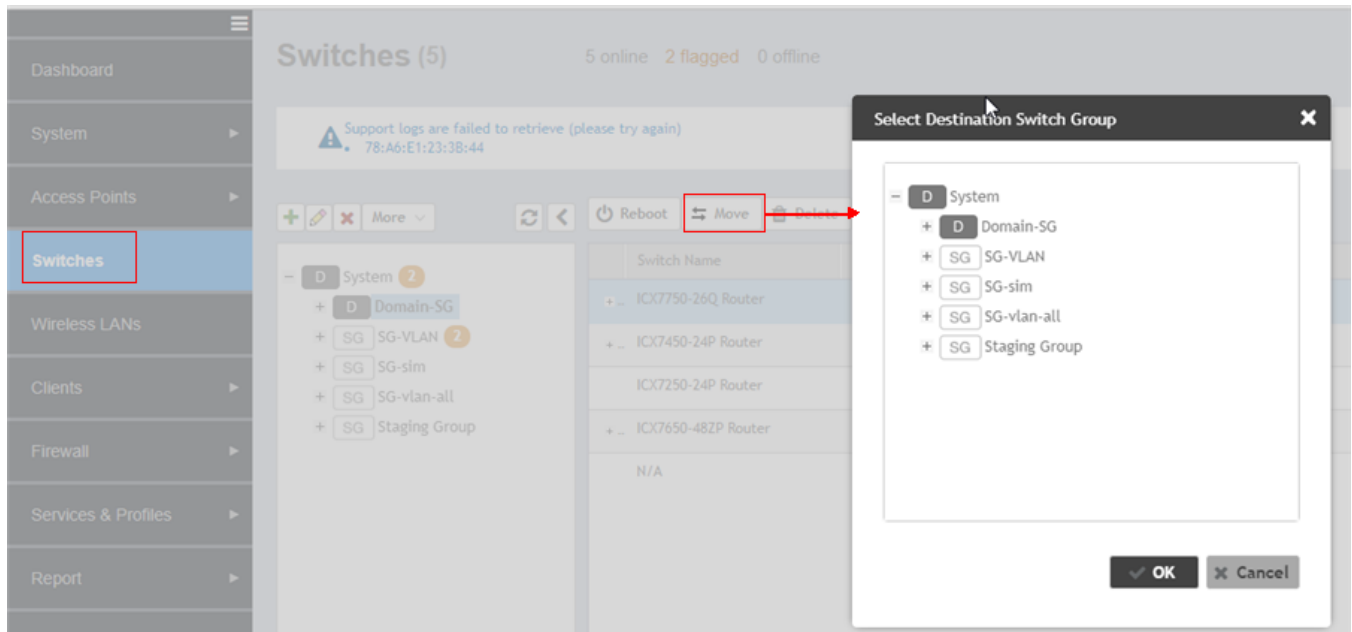 Dashboard
System
Access Points
Switches
Wireless LANs
Clients
Firewall
Services & Profiles
Report
Switches (5)
5 online 2 flagged 0 offline
Support logs are failed to retrieve (please try again)
78:A6:E1:23:3B:44
More
D System 2
D Domain-SG
SG SG-VLAN 2
SG SG-sim
SG SG-vlan-all
SG Staging Group
Reboot Move Delete
Switch Name
ICX7750-26Q Router
ICX7450-24P Router
ICX7250-24P Router
ICX7650-48ZP Router
N/A
Select Destination Switch Group
D System
D Domain-SG
SG SG-VLAN
SG SG-sim
SG SG-vlan-all
SG Staging Group
OK Cancel